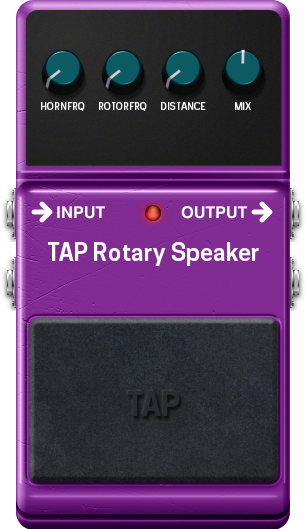 HORNFRQ ROTORFRQ DISTANCE MIX
INPUT OUTPUT
TAP Rotary Speaker
TAP